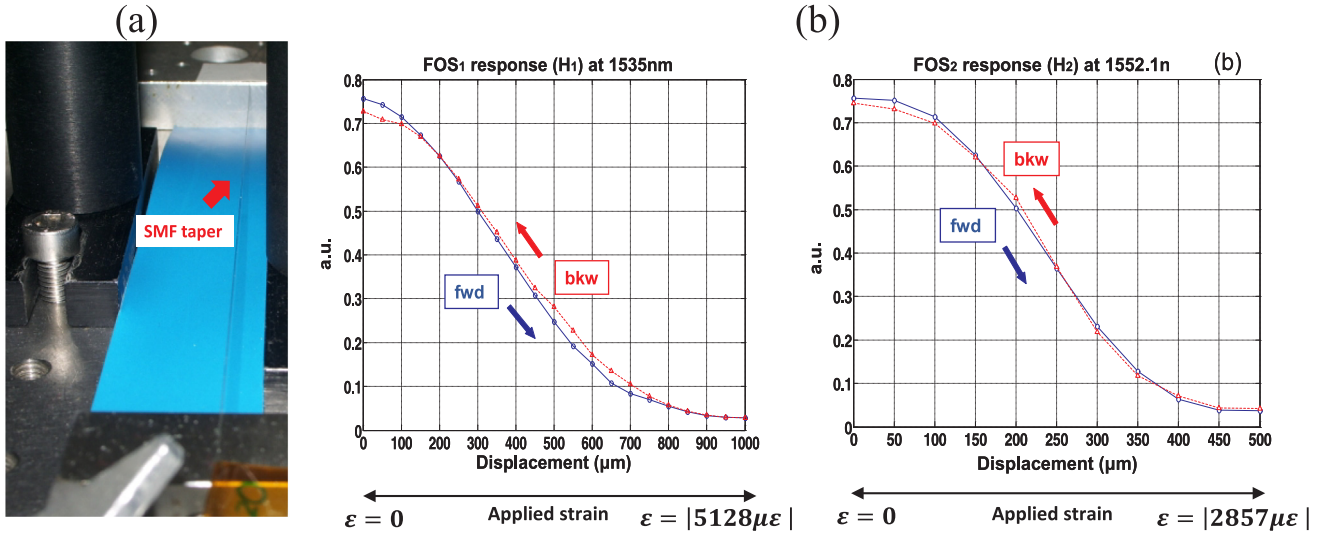 (a)
(b)
SMF taper
FOS₁ response (H₁) at 1535nm
0.8
0.7
0.6
0.5
0.4
0.3
0.2
0.1
0
a.u.
bkw
fwd
0 100 200 300 400 500 600 700 800 900 1000
Displacement (μm)
ε = 0 Applied strain ε = |5128με|
FOS₂ response (H₂) at 1552.1n (b)
0.8
0.7
0.6
0.5
0.4
0.3
0.2
0.1
0
a.u.
bkw
fwd
0 50 100 150 200 250 300 350 400 450 500
Displacement (μm)
ε = 0 Applied strain ε = |2857με|